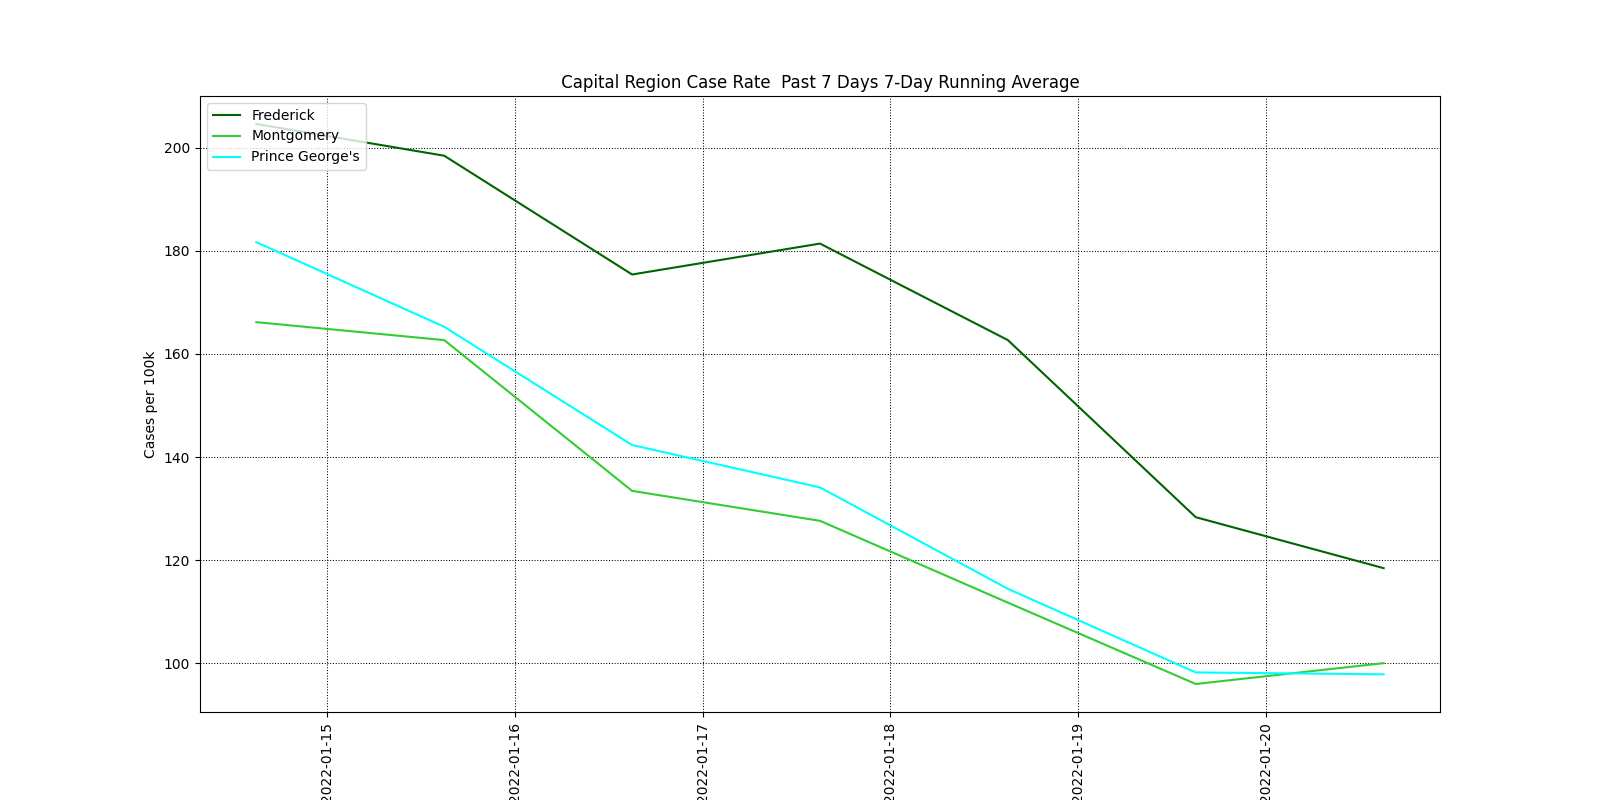 Capital Region Case Rate  Past 7 Days 7-Day Running Average
Frederick
Montgomery
Prince George's
Cases per 100k
200
180
160
140
120
100
2022-01-15
2022-01-16
2022-01-17
2022-01-18
2022-01-19
2022-01-20